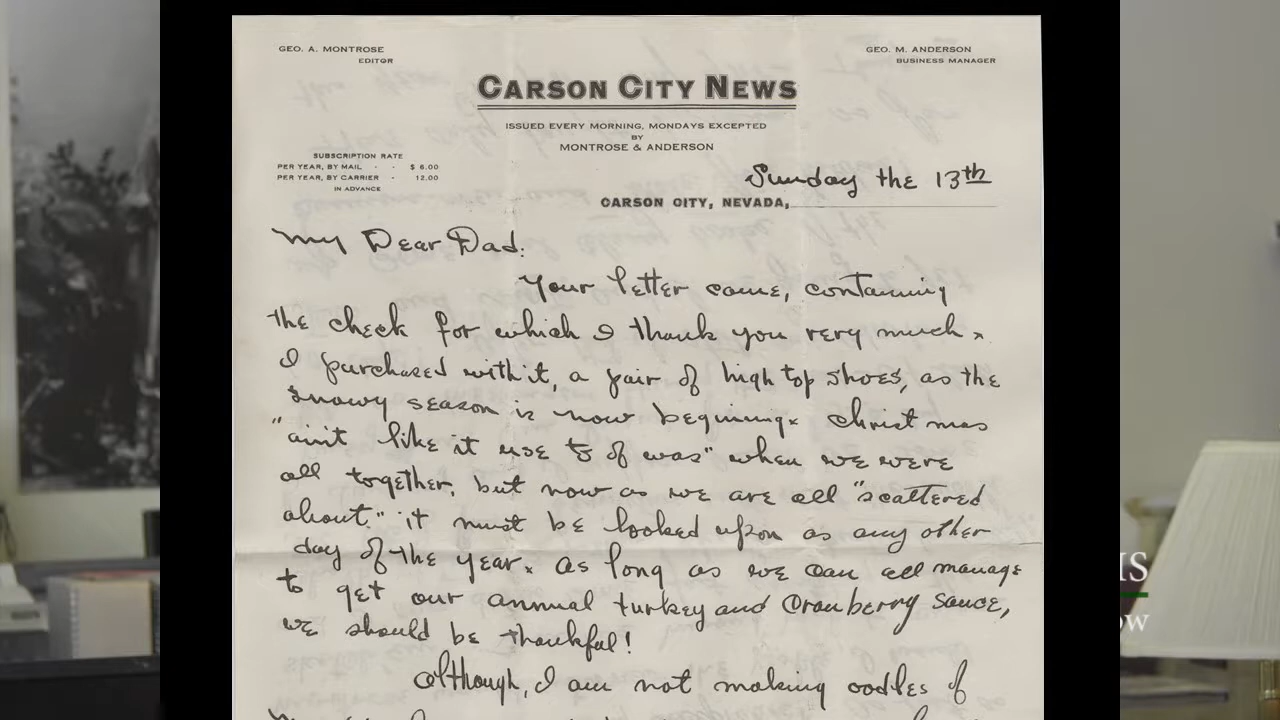 GEO. A. MONTROSE
EDITOR
GEO. M. ANDERSON
BUSINESS MANAGER
CARSON CITY NEWS
ISSUED EVERY MORNING, MONDAYS EXCEPTED
BY
MONTROSE & ANDERSON
SUBSCRIPTION RATE
PER YEAR, BY MAIL - - $ 6.00
PER YEAR, BY CARRIER - 12.00
IN ADVANCE
Sunday the 13th
CARSON CITY, NEVADA,
My Dear Dad:
Your letter came, containing
the check for which I thank you very much x
I purchased with it, a pair of high top shoes, as the
snowy season is now beginning x Christmas
"ain't like it use to of was" when we were
all together, but now as we are all "scattered
about." it must be looked upon as any other
day of the year x As long as we can all manage
to get our annual turkey and cranberry sauce,
we should be thankful!
Although, I am not making oodles of
IS
OW